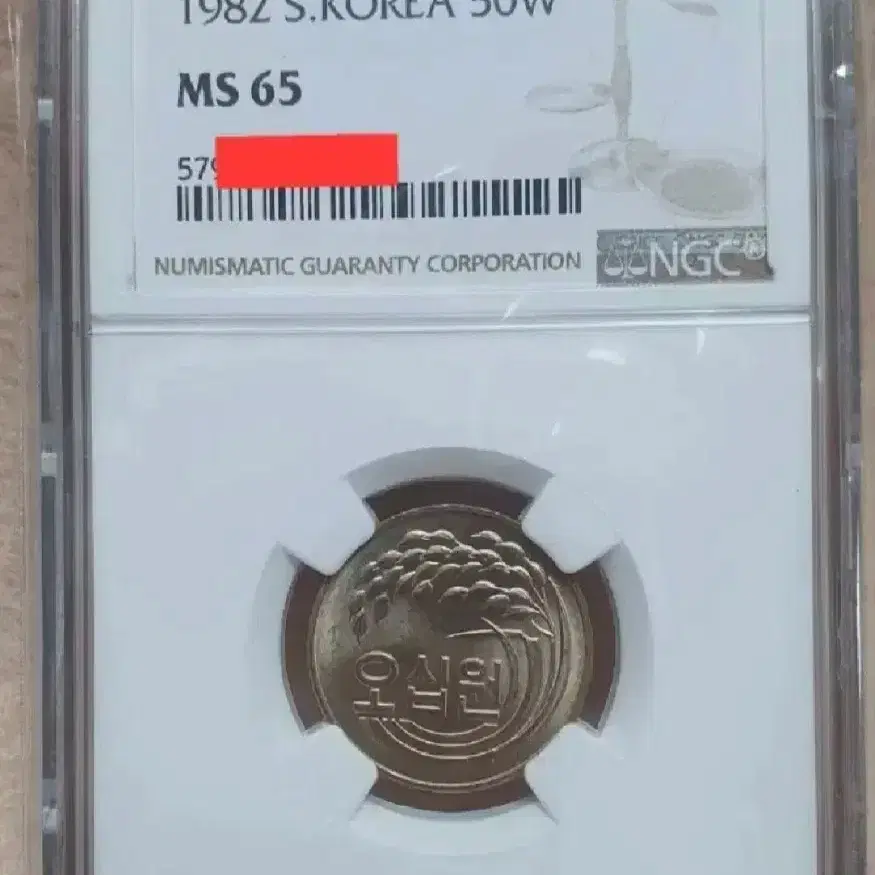 1982 S.KOREA 50W
MS 65
579
NUMISMATIC GUARANTY CORPORATION
NGC®
오십원